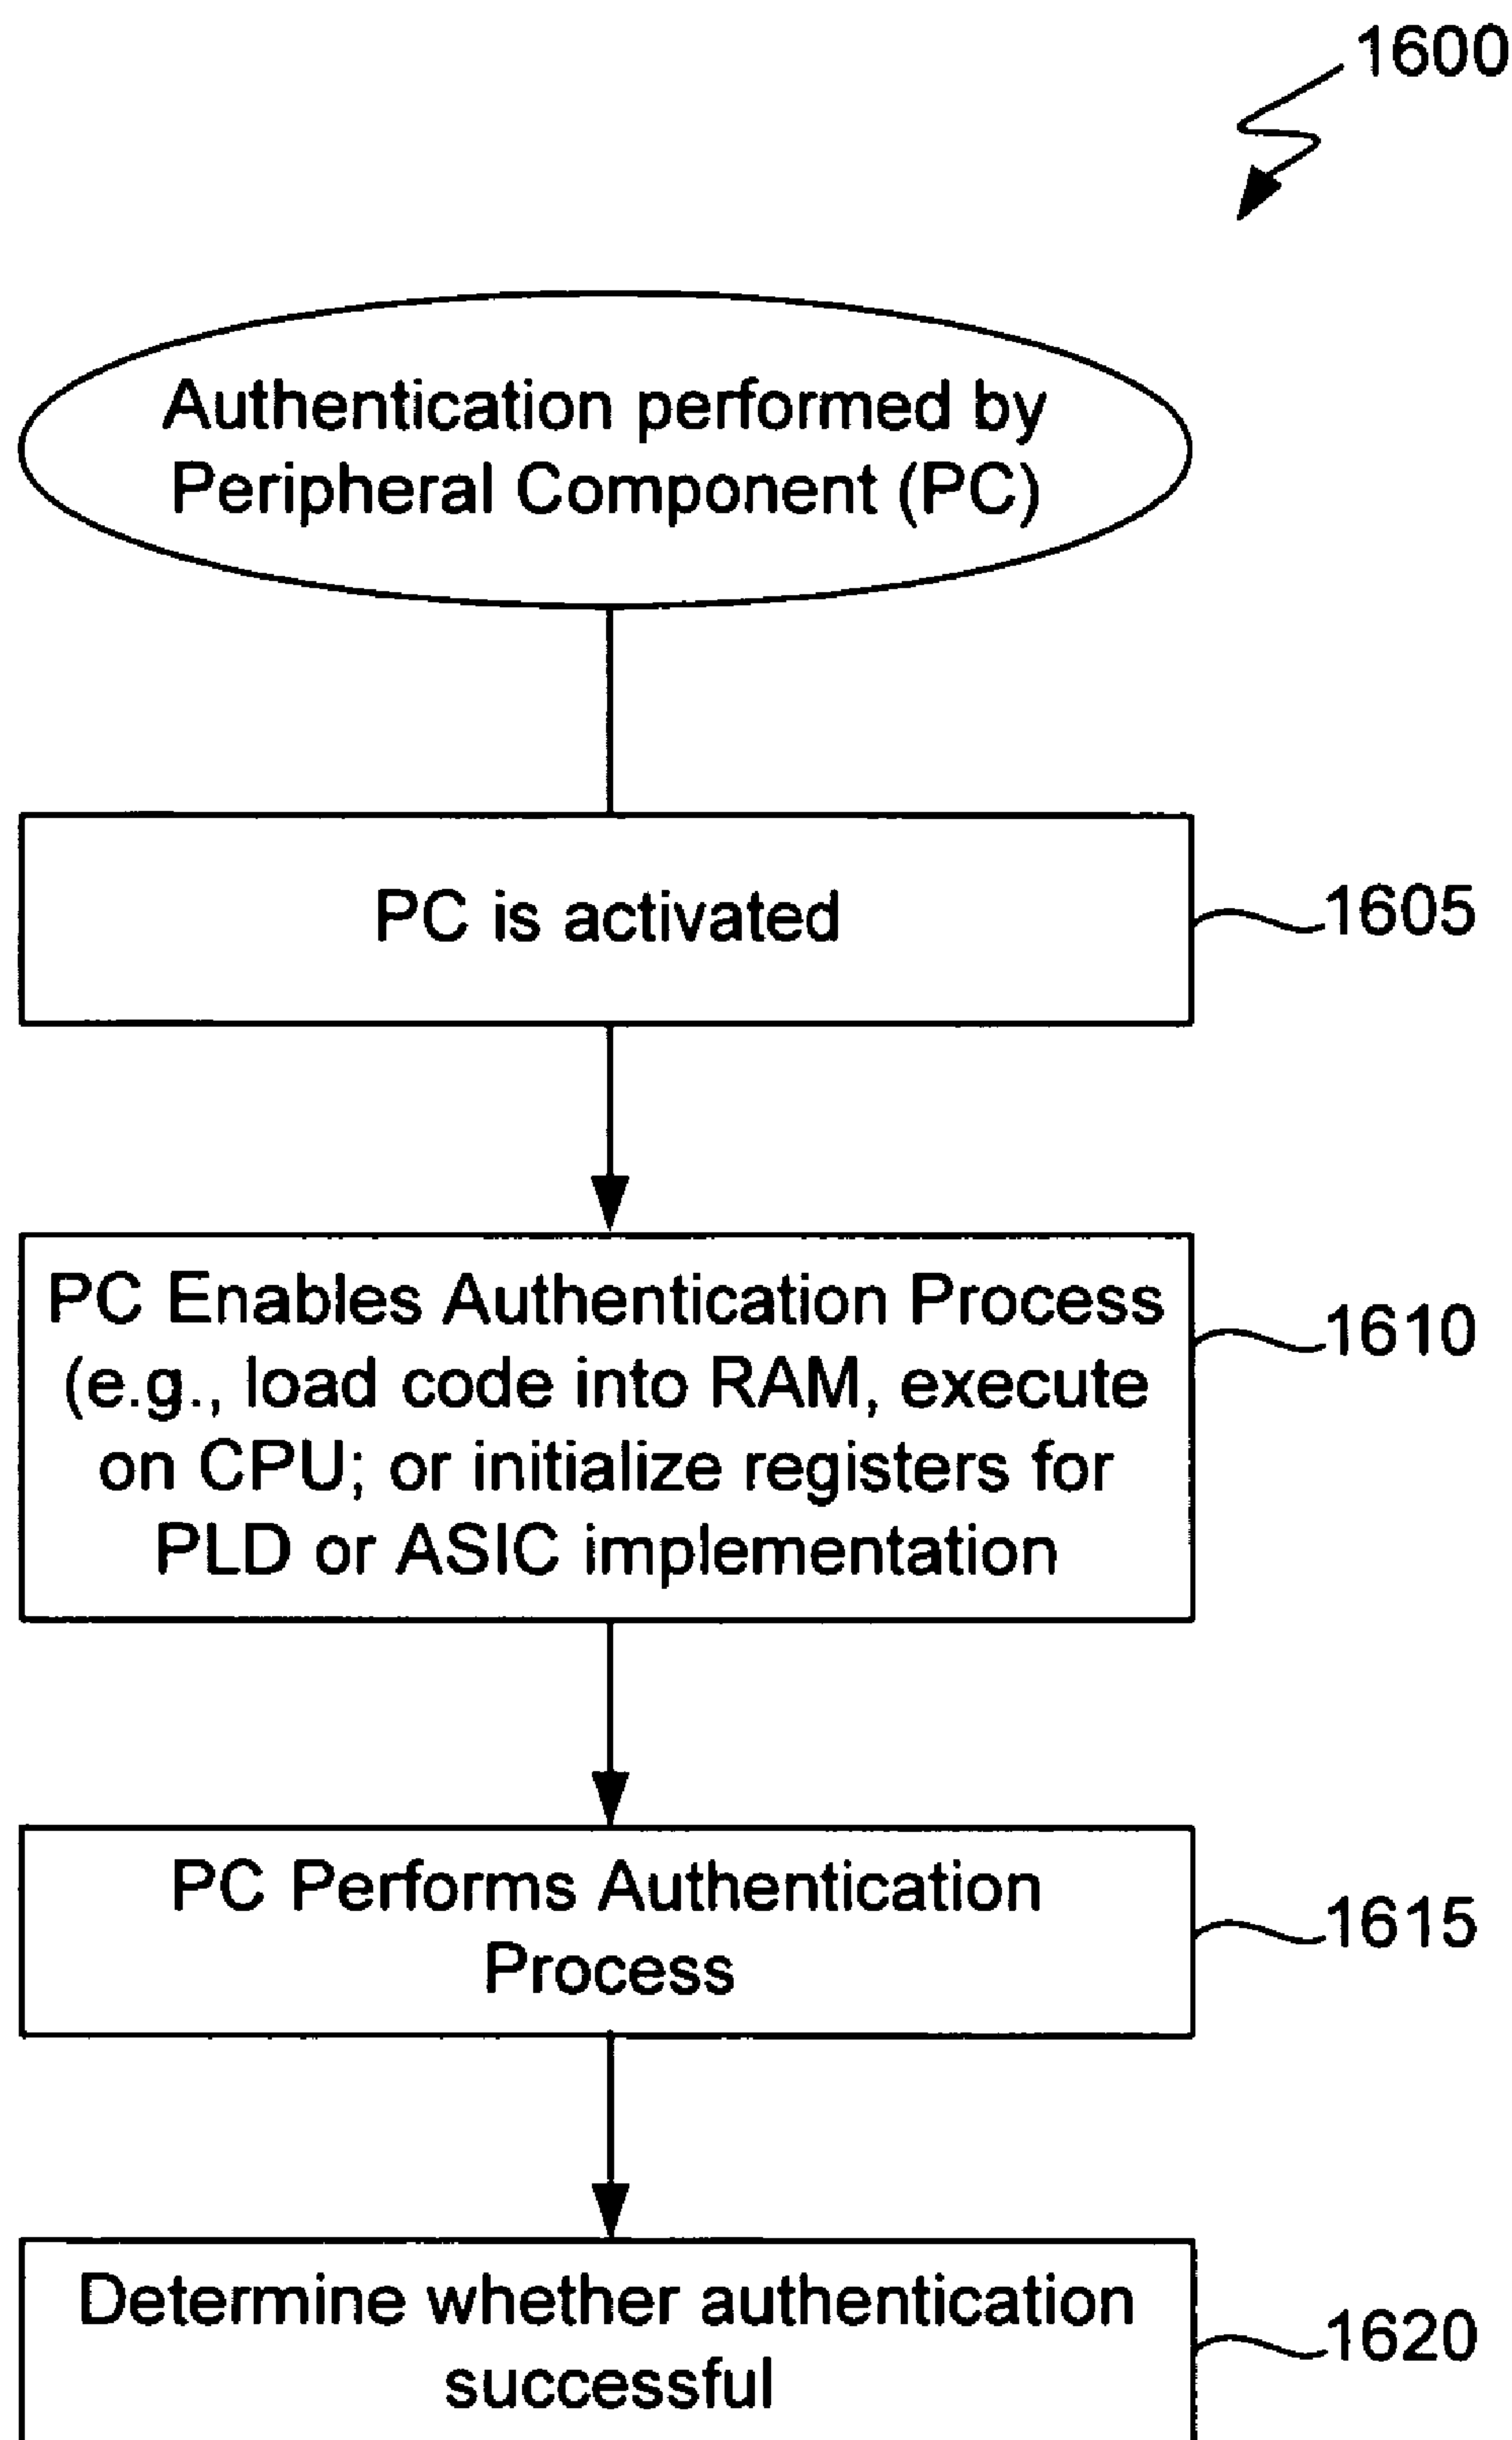 1600
Authentication performed by
Peripheral Component (PC)
PC is activated
1605
PC Enables Authentication Process
(e.g., load code into RAM, execute
on CPU; or initialize registers for
PLD or ASIC implementation
1610
PC Performs Authentication
Process
1615
Determine whether authentication
successful
1620